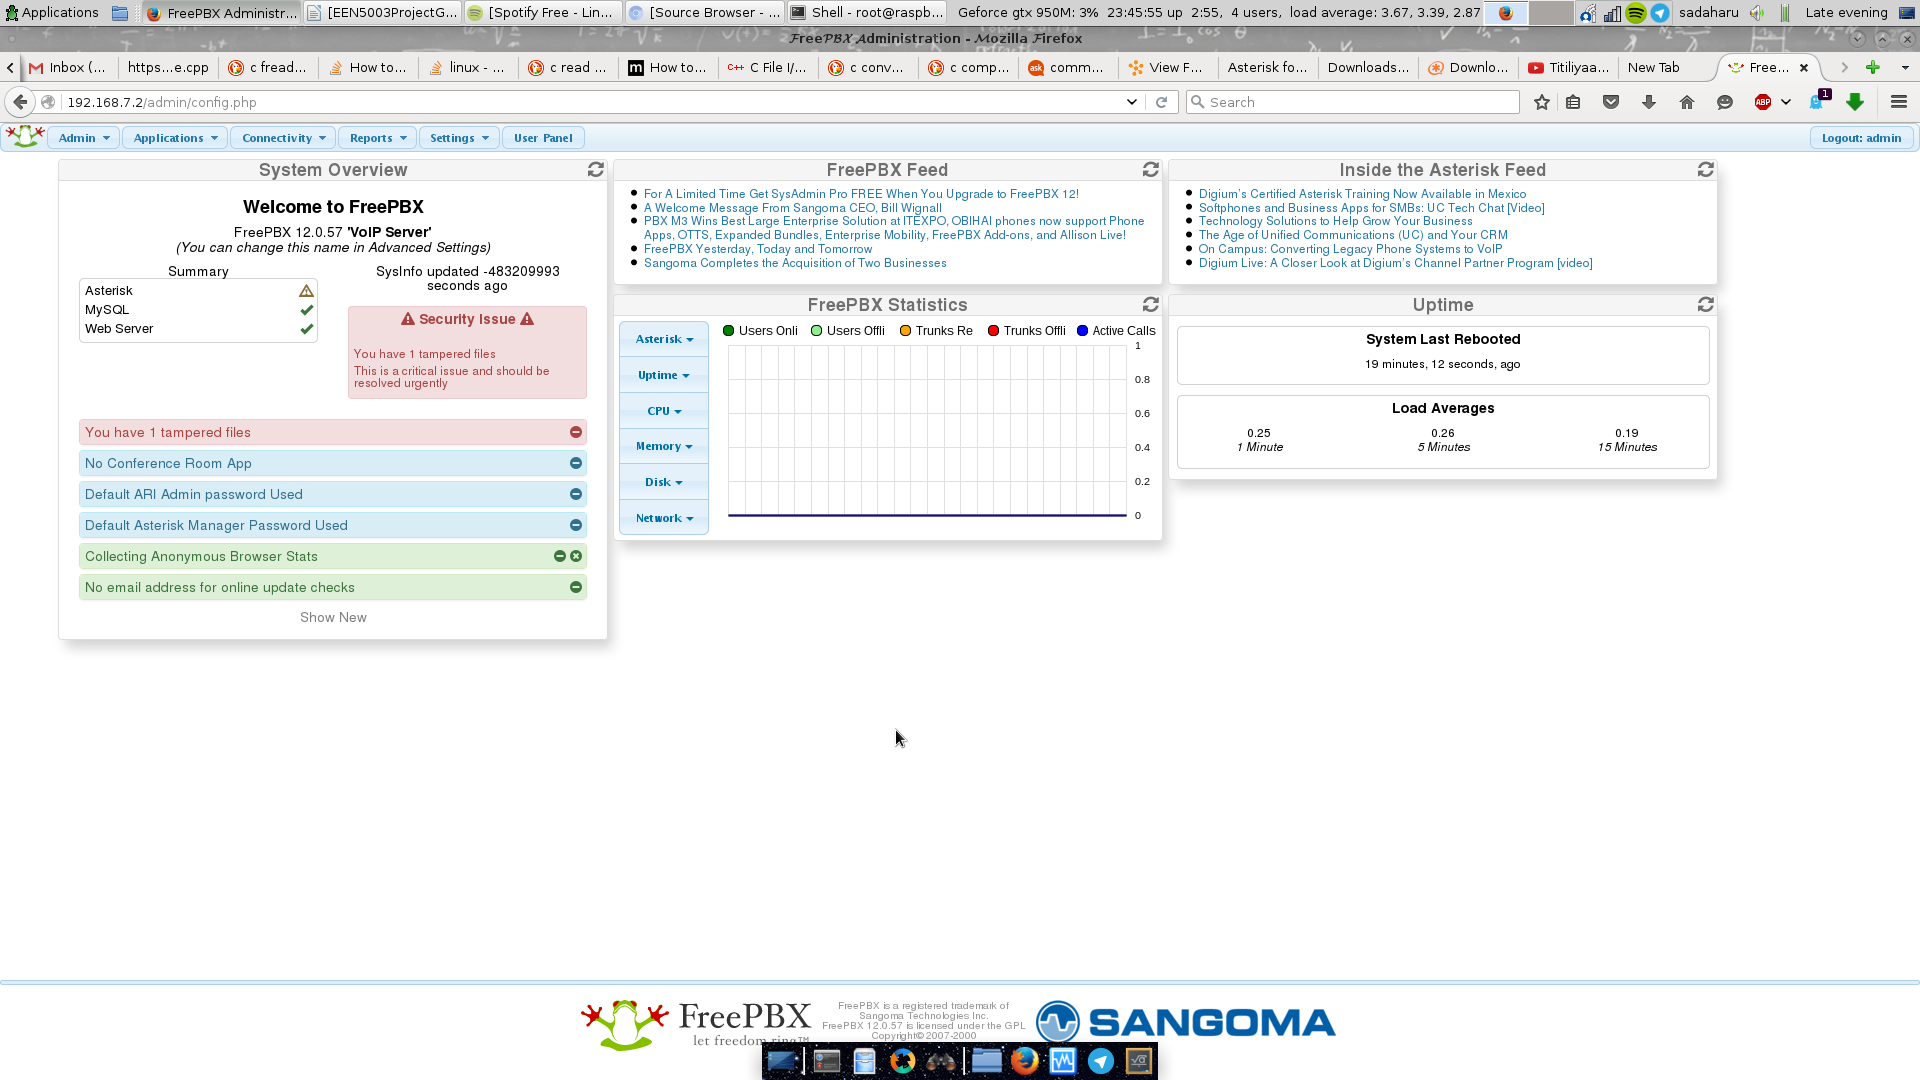 Applications
FreePBX Administr...
[EEN5003ProjectG...
[Spotify Free - Lin...
[Source Browser - ...
Shell - root@raspb...
Geforce gtx 950M: 3% 23:45:55 up 2:55, 4 users, load average: 3.67, 3.39, 2.87
sadaharu
Late evening
FreePBX Administration - Mozilla Firefox
Inbox (...
https...e.cpp
c fread...
How to...
linux - ...
c read ...
How to...
C File I/...
c conv...
c comp...
comm...
View F...
Asterisk fo...
Downloads...
Downlo...
Titiliyaa...
New Tab
Free...
192.168.7.2/admin/config.php
Search
ABP
1
Admin
Applications
Connectivity
Reports
Settings
User Panel
Logout: admin
System Overview
Welcome to FreePBX
FreePBX 12.0.57 'VoIP Server'
(You can change this name in Advanced Settings)
Summary
Asterisk
MySQL
Web Server
SysInfo updated -483209993
seconds ago
Security Issue
You have 1 tampered files
This is a critical issue and should be
resolved urgently
You have 1 tampered files
No Conference Room App
Default ARI Admin password Used
Default Asterisk Manager Password Used
Collecting Anonymous Browser Stats
No email address for online update checks
Show New
FreePBX Feed
For A Limited Time Get SysAdmin Pro FREE When You Upgrade to FreePBX 12!
A Welcome Message From Sangoma CEO, Bill Wignall
PBX M3 Wins Best Large Enterprise Solution at ITEXPO, OBIHAI phones now support Phone
Apps, OTTS, Expanded Bundles, Enterprise Mobility, FreePBX Add-ons, and Allison Live!
FreePBX Yesterday, Today and Tomorrow
Sangoma Completes the Acquisition of Two Businesses
FreePBX Statistics
Asterisk
Uptime
CPU
Memory
Disk
Network
Users Onli
Users Offli
Trunks Re
Trunks Offli
Active Calls
1
0.8
0.6
0.4
0.2
0
Inside the Asterisk Feed
Digium's Certified Asterisk Training Now Available in Mexico
Softphones and Business Apps for SMBs: UC Tech Chat [Video]
Technology Solutions to Help Grow Your Business
The Age of Unified Communications (UC) and Your CRM
On Campus: Converting Legacy Phone Systems to VoIP
Digium Live: A Closer Look at Digium's Channel Partner Program [video]
Uptime
System Last Rebooted
19 minutes, 12 seconds, ago
Load Averages
0.25
0.26
0.19
1 Minute
5 Minutes
15 Minutes
FreePBX
let freedom ring™
FreePBX is a registered trademark of
Sangoma Technologies Inc.
FreePBX 12.0.57 is licensed under the GPL
Copyright©2007-2000
SANGOMA